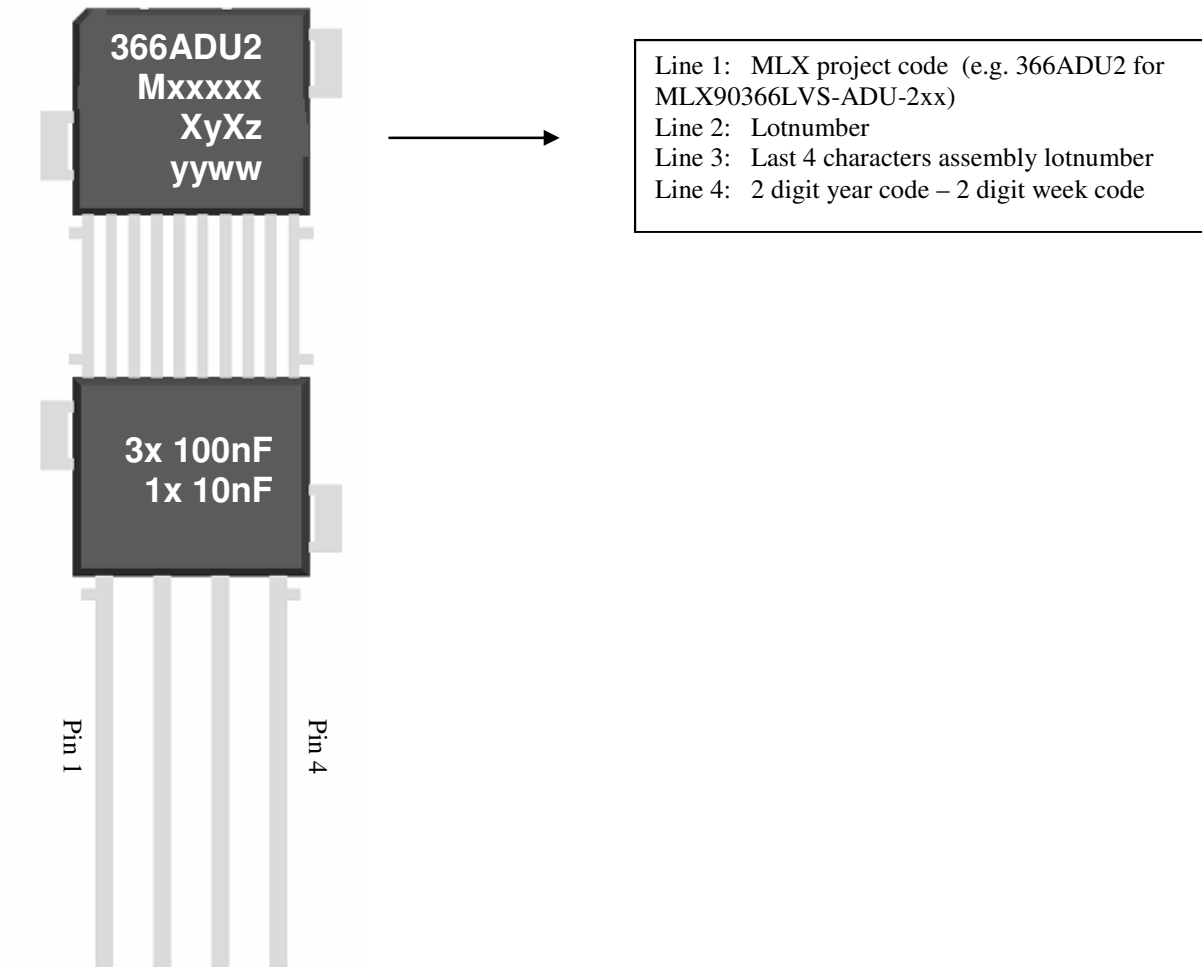 366ADU2
Mxxxxx
XyXz
yyww
Line 1: MLX project code (e.g. 366ADU2 for
MLX90366LVS-ADU-2xx)
Line 2: Lotnumber
Line 3: Last 4 characters assembly lotnumber
Line 4: 2 digit year code – 2 digit week code
3x 100nF
1x 10nF
Pin 1
Pin 4